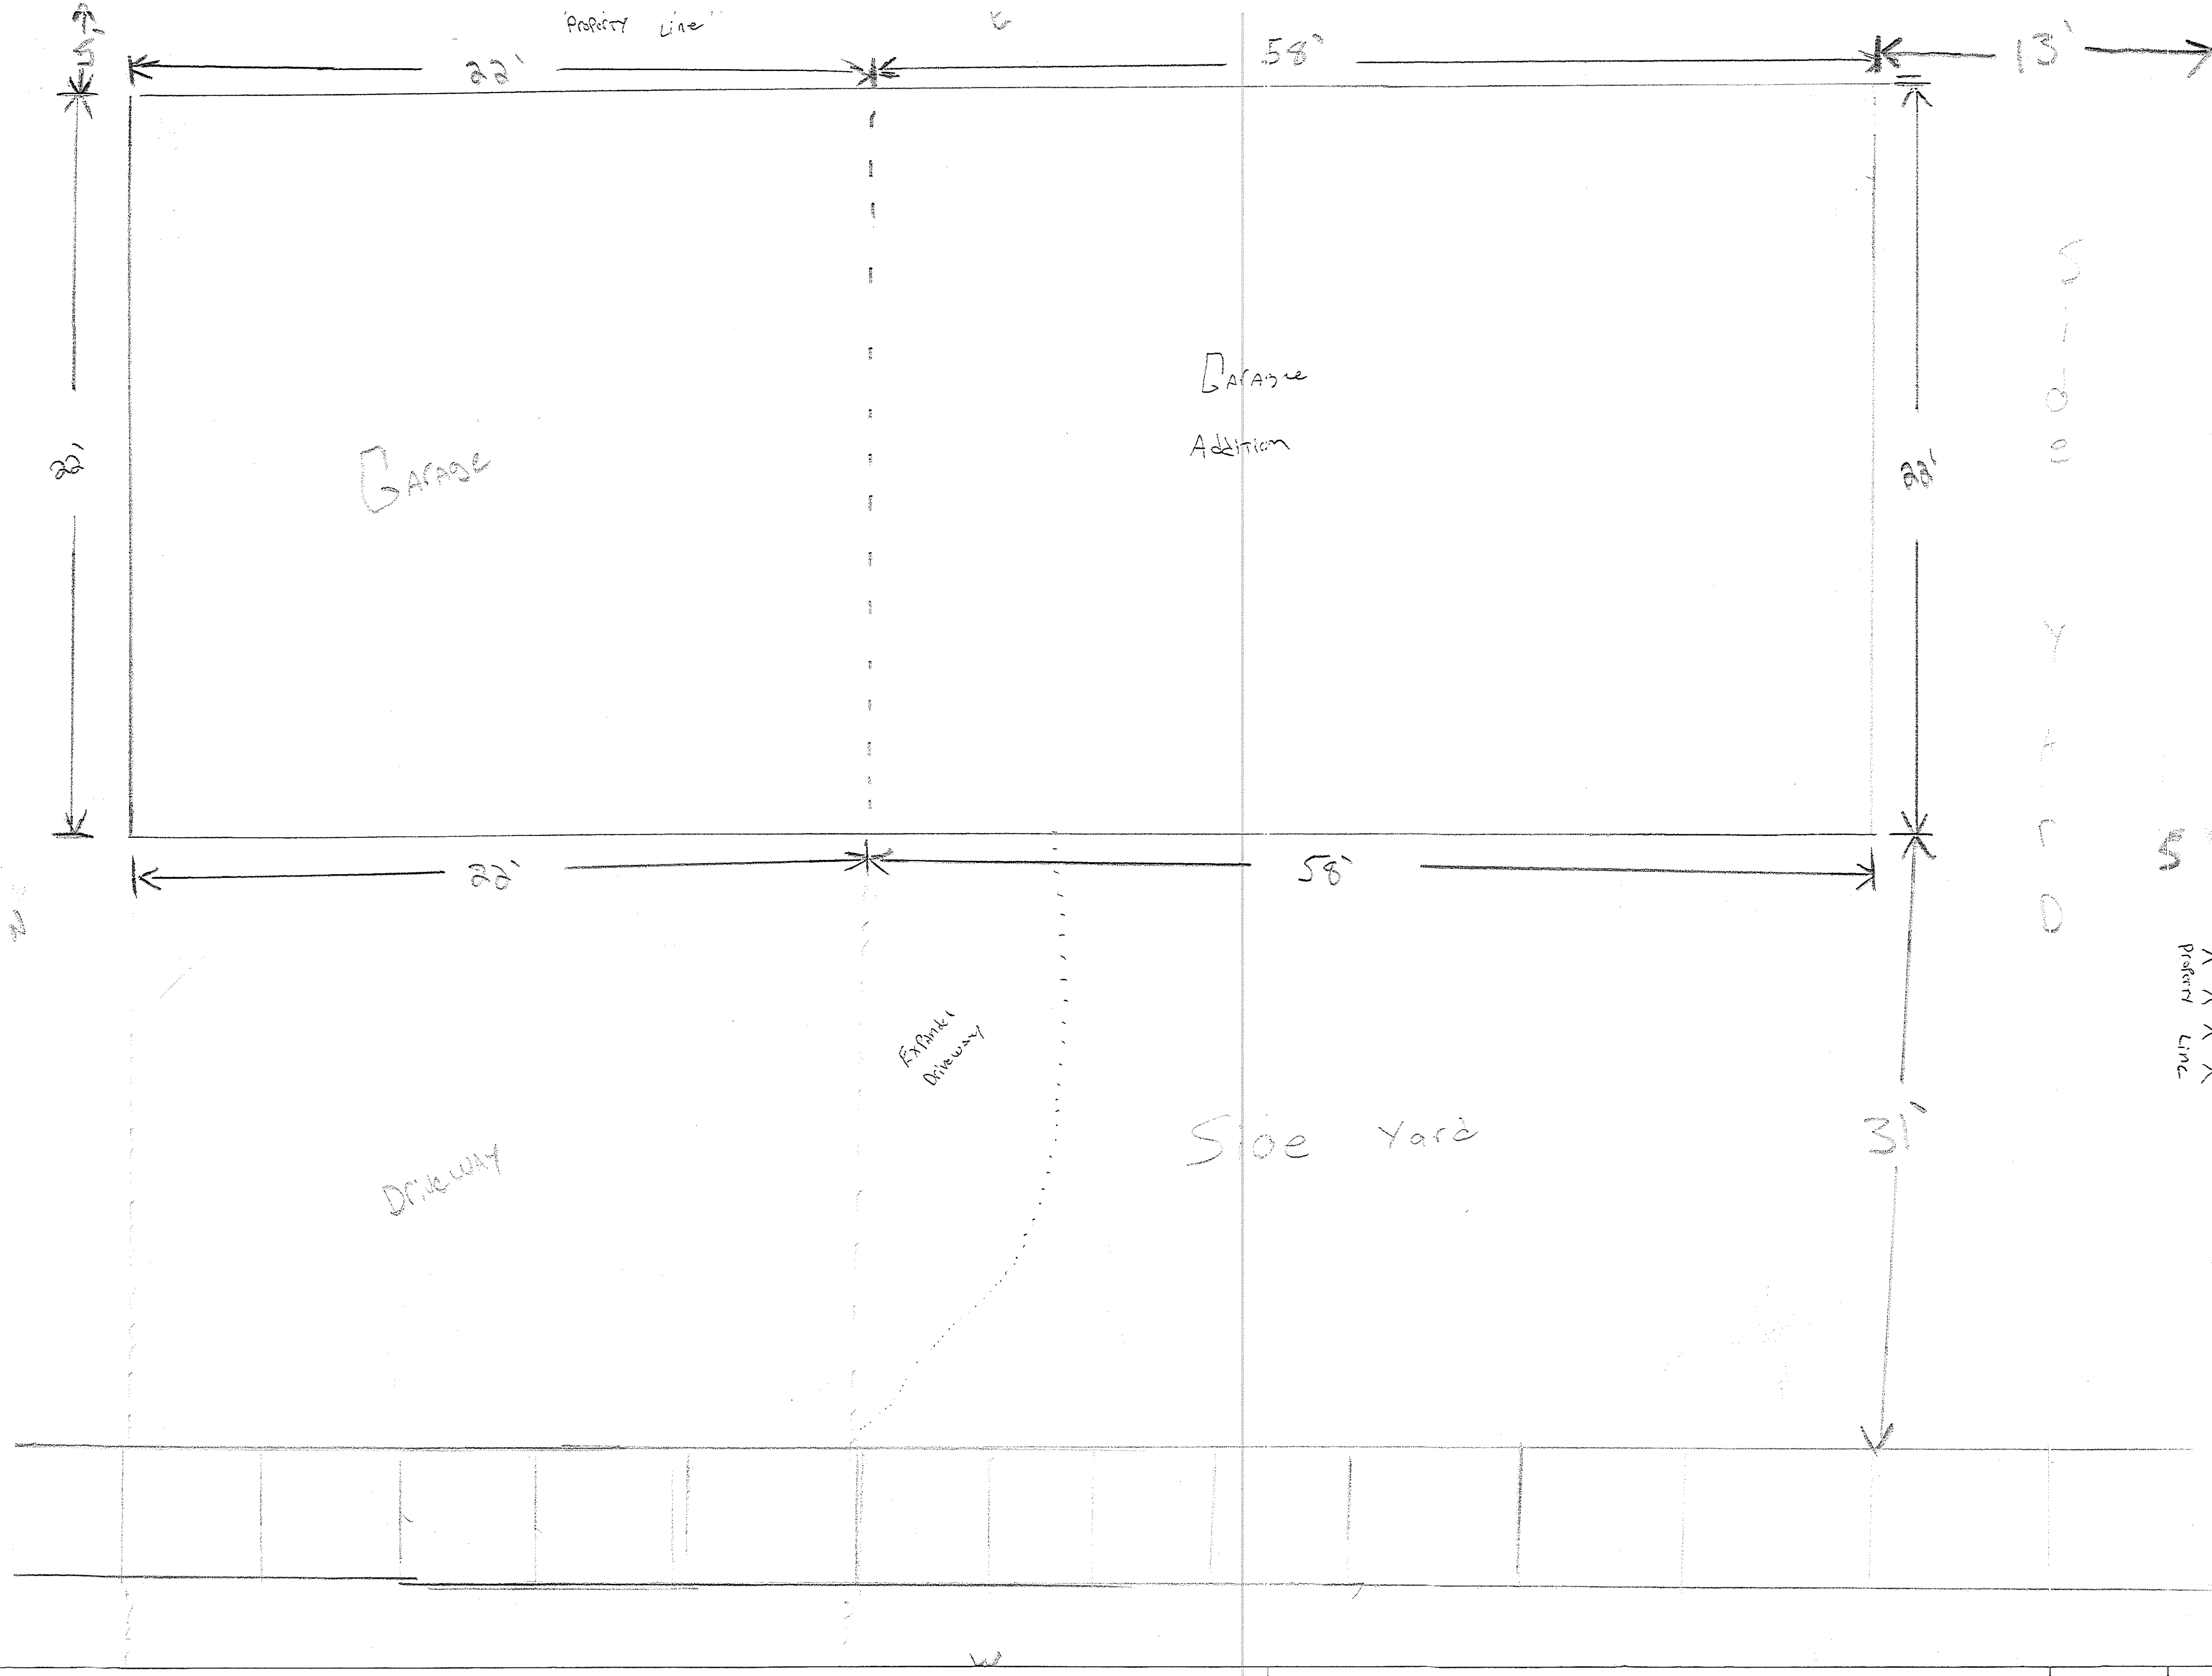 Property Line
E
5'
22'
58'
13'
22'
Garage
Garage
Addition
22'
Side Yard
22'
58'
5
N
Expanded
Driveway
Property Line
Driveway
Side Yard
31'
W